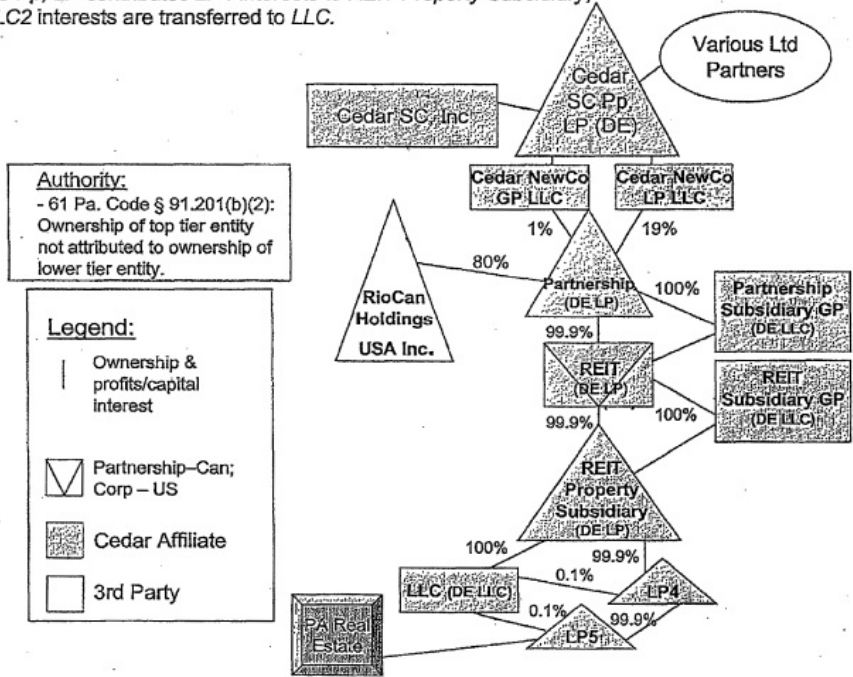 LC2 interests are transferred to LLC.
Various Ltd
Partners
Cedar
SC Pp,
LP (DE)
Cedar SC, Inc
Cedar NewCo
GP LLC
Cedar NewCo
LP LLC
Authority:
- 61 Pa. Code § 91.201(b)(2):
Ownership of top tier entity
not attributed to ownership of
lower tier entity.
1%
19%
80%
Partnership
(DE LP)
100%
Partnership
Subsidiary GP
(DE LLC)
RioCan
Holdings
USA Inc.
99.9%
REIT
(DE LP)
REIT
Subsidiary GP
(DE LLC)
100%
99.9%
Legend:
Ownership &
profits/capital
interest
Partnership–Can;
Corp – US
Cedar Affiliate
3rd Party
REIT
Property
Subsidiary
(DE LP)
100%
99.9%
LLC (DE LLC)
0.1%
LP4
0.1%
99.9%
LP5
PA Real
Estate